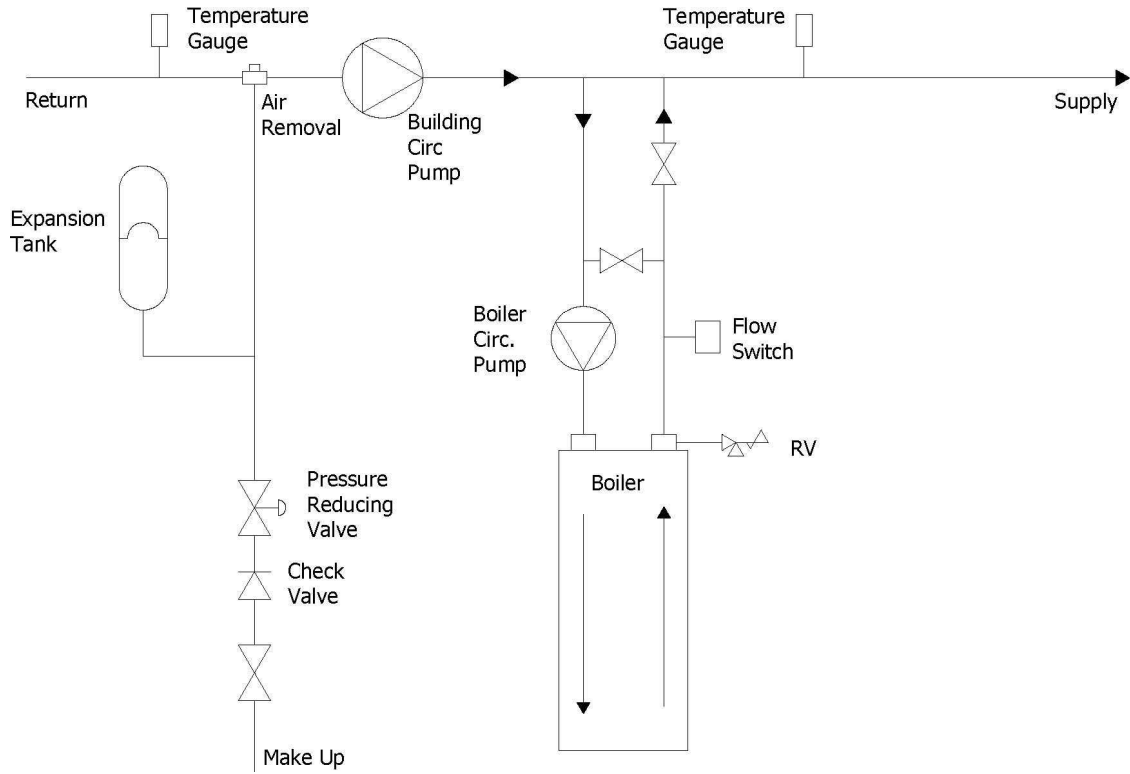 Temperature
Gauge
Temperature
Gauge
Return
Air
Removal
Building
Circ
Pump
Supply
Expansion
Tank
Boiler
Circ.
Pump
Flow
Switch
RV
Boiler
Pressure
Reducing
Valve
Check
Valve
Make Up